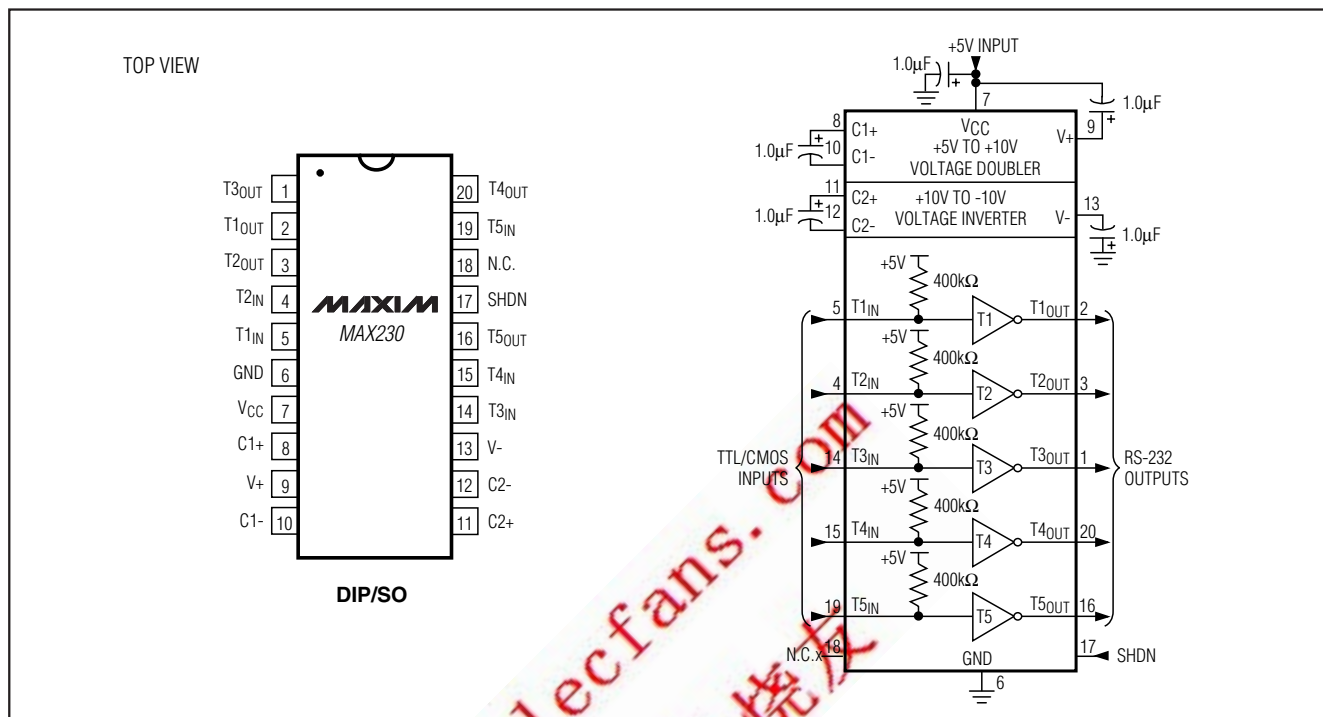 TOP VIEW
T3OUT 1
T1OUT 2
T2OUT 3
T2IN 4
T1IN 5
GND 6
VCC 7
C1+ 8
V+ 9
C1- 10
20 T4OUT
19 T5IN
18 N.C.
17 SHDN
16 T5OUT
15 T4IN
14 T3IN
13 V-
12 C2-
11 C2+
MAXIM
MAX230
DIP/SO
+5V INPUT
1.0µF
+
7
1.0µF
+
8 C1+
1.0µF
+
10 C1-
VCC
+5V TO +10V
VOLTAGE DOUBLER
V+ 9
11 C2+
1.0µF
+
12 C2-
+10V TO -10V
VOLTAGE INVERTER
V- 13
1.0µF
+
+5V
400kΩ
5 T1IN T1 T1OUT 2
+5V
400kΩ
4 T2IN T2 T2OUT 3
+5V
400kΩ
TTL/CMOS
INPUTS
14 T3IN T3 T3OUT 1
RS-232
OUTPUTS
+5V
400kΩ
15 T4IN T4 T4OUT 20
+5V
400kΩ
19 T5IN T5 T5OUT 16
N.C.x 18
GND
17 SHDN
6
lecfans.com
烧友